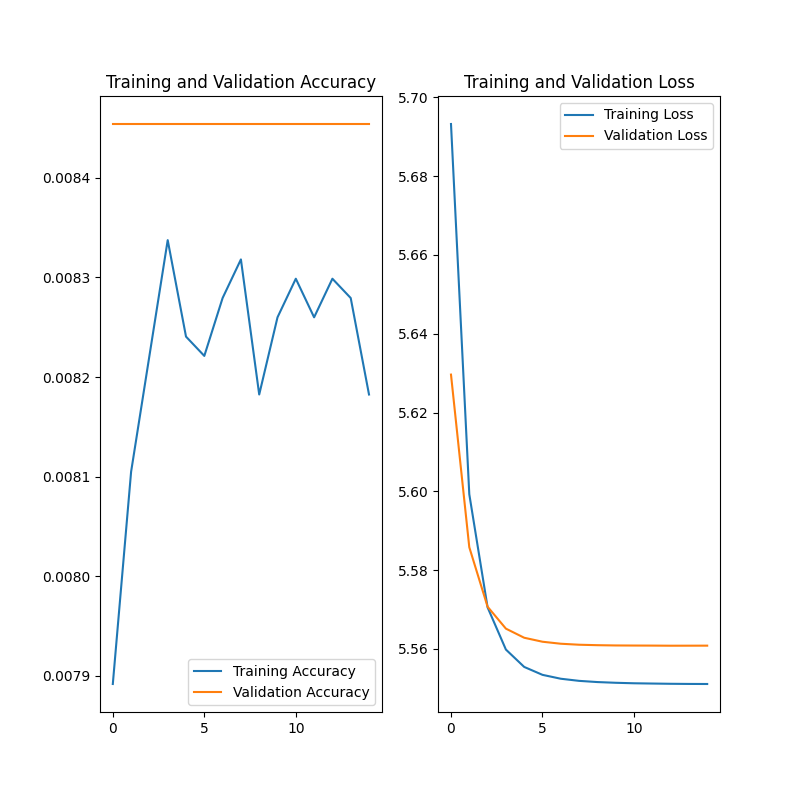 Training and Validation Accuracy
0.0084
0.0083
0.0082
0.0081
0.0080
0.0079
0 5 10
Training Accuracy
Validation Accuracy
Training and Validation Loss
5.70
5.68
5.66
5.64
5.62
5.60
5.58
5.56
0 5 10
Training Loss
Validation Loss